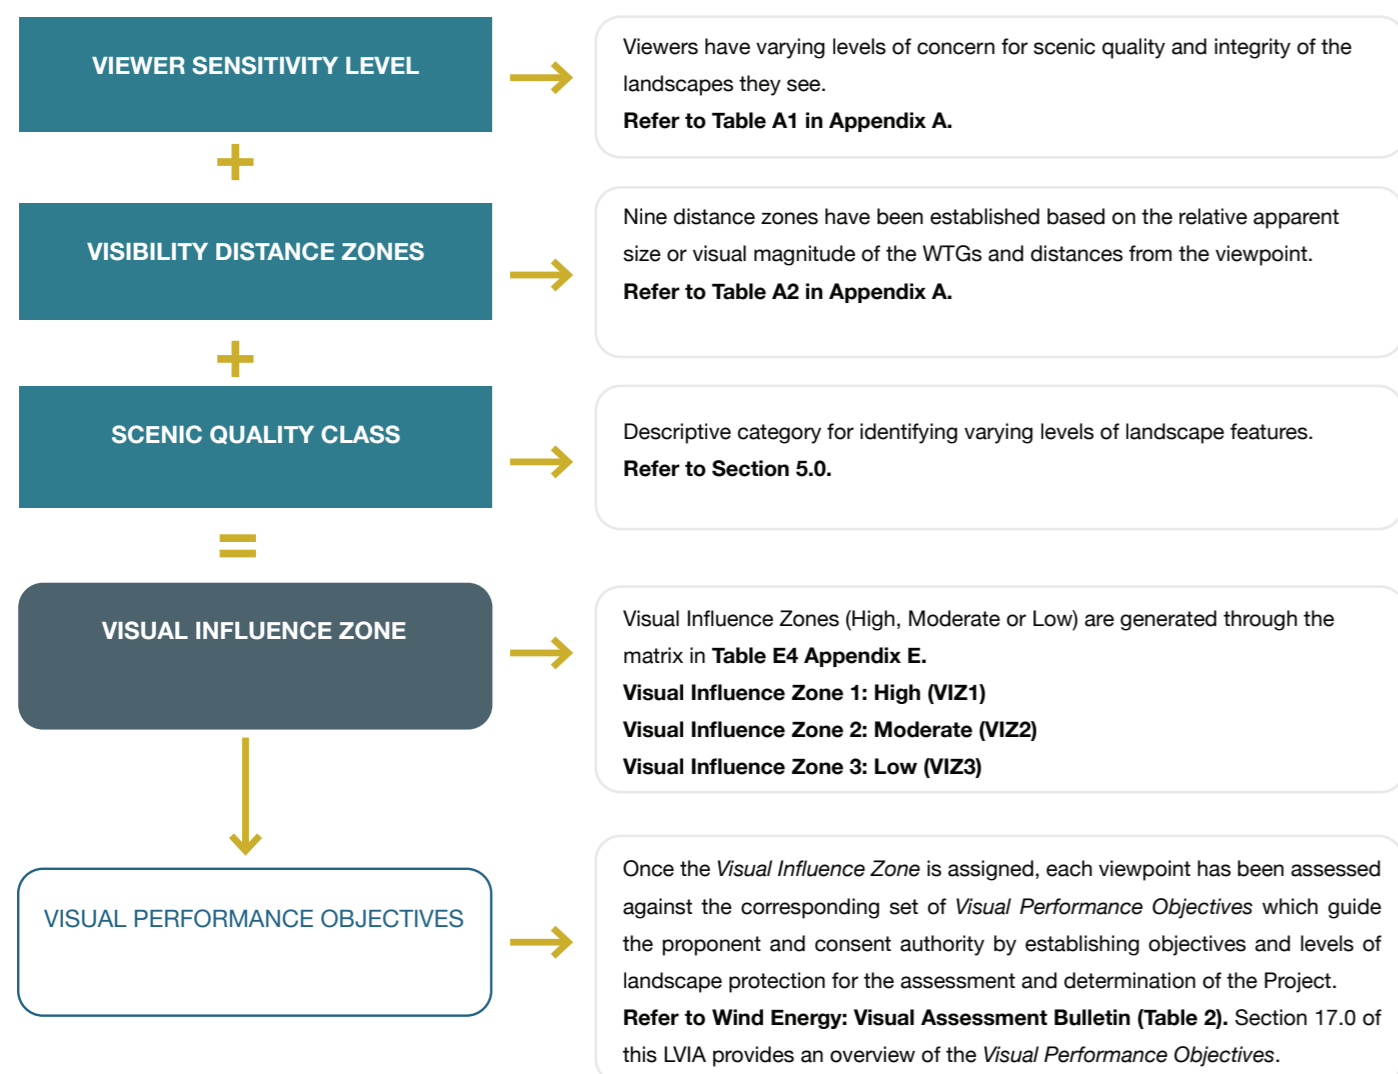 VIEWER SENSITIVITY LEVEL
Viewers have varying levels of concern for scenic quality and integrity of the
landscapes they see.
Refer to Table A1 in Appendix A.
+
VISIBILITY DISTANCE ZONES
Nine distance zones have been established based on the relative apparent
size or visual magnitude of the WTGs and distances from the viewpoint.
Refer to Table A2 in Appendix A.
+
SCENIC QUALITY CLASS
Descriptive category for identifying varying levels of landscape features.
Refer to Section 5.0.
=
VISUAL INFLUENCE ZONE
Visual Influence Zones (High, Moderate or Low) are generated through the
matrix in Table E4 Appendix E.
Visual Influence Zone 1: High (VIZ1)
Visual Influence Zone 2: Moderate (VIZ2)
Visual Influence Zone 3: Low (VIZ3)
VISUAL PERFORMANCE OBJECTIVES
Once the Visual Influence Zone is assigned, each viewpoint has been assessed
against the corresponding set of Visual Performance Objectives which guide
the proponent and consent authority by establishing objectives and levels of
landscape protection for the assessment and determination of the Project.
Refer to Wind Energy: Visual Assessment Bulletin (Table 2). Section 17.0 of
this LVIA provides an overview of the Visual Performance Objectives.